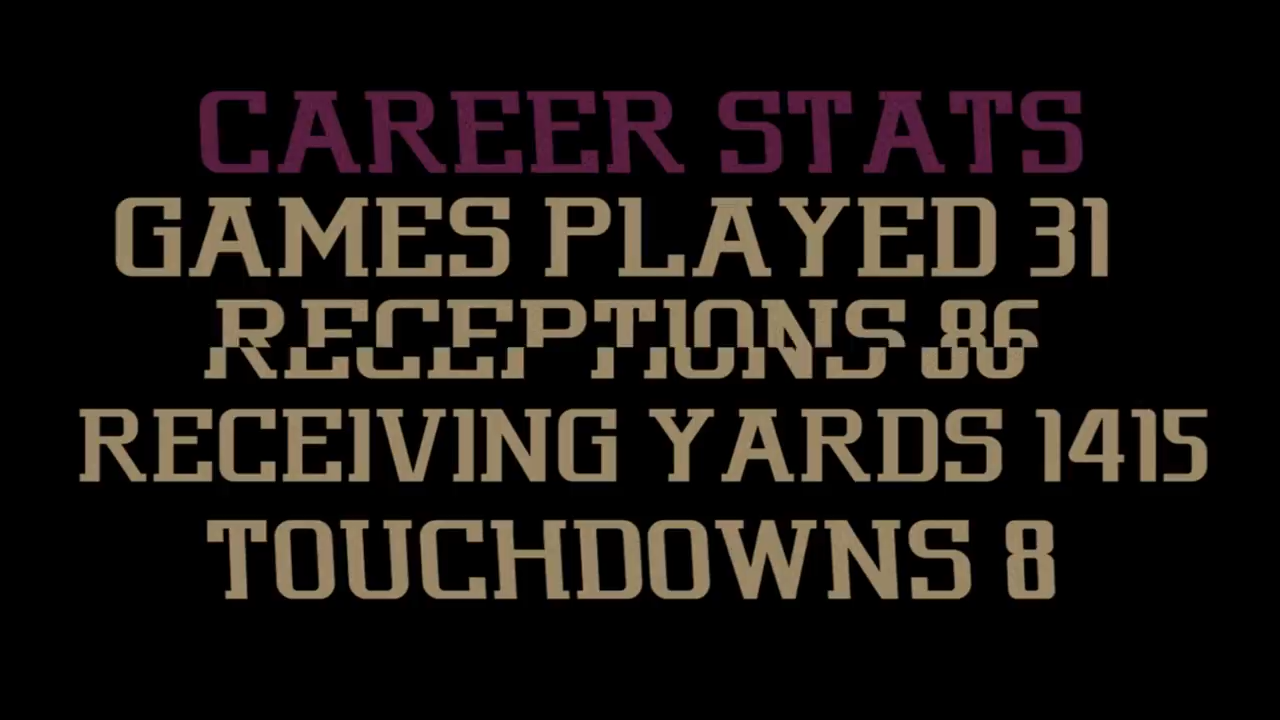 CAREER STATS
GAMES PLAYED 31
RECEPTIONS 86
RECEIVING YARDS 1415
TOUCHDOWNS 8